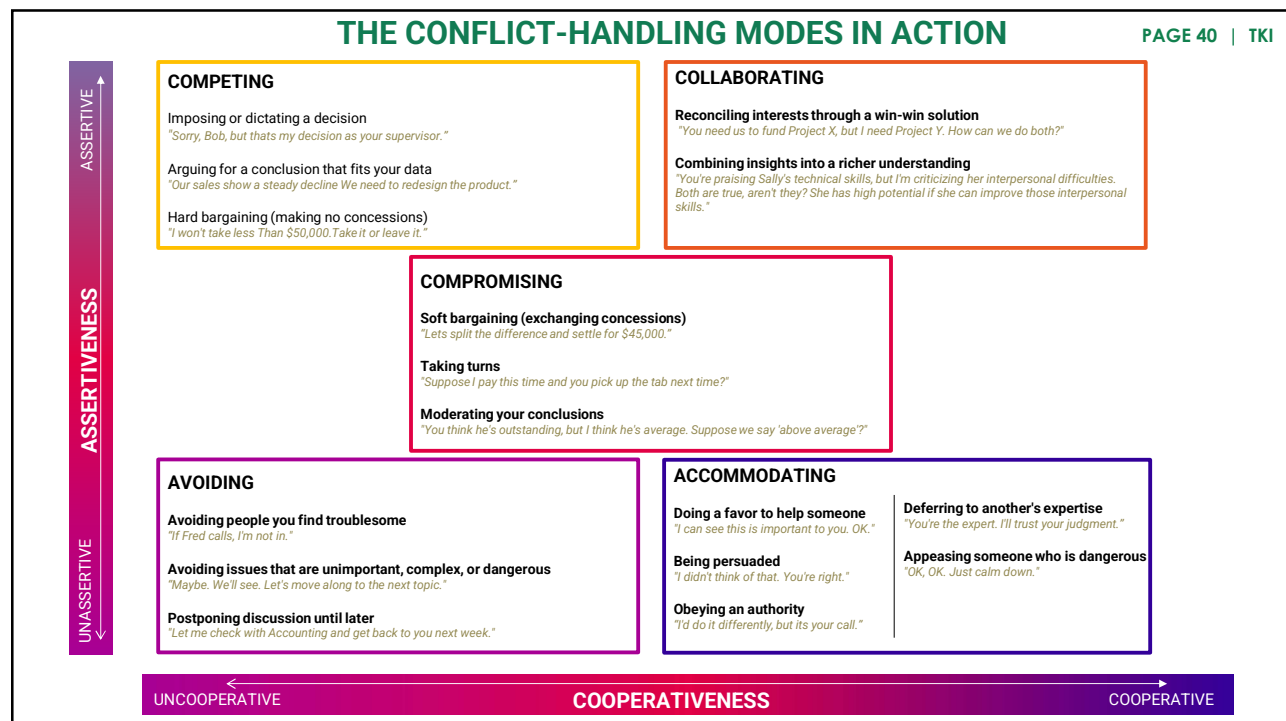 THE CONFLICT-HANDLING MODES IN ACTION
PAGE 40 | TKI
ASSERTIVE
ASSERTIVENESS
UNASSERTIVE
COMPETING
Imposing or dictating a decision
"Sorry, Bob, but thats my decision as your supervisor."
Arguing for a conclusion that fits your data
"Our sales show a steady decline We need to redesign the product."
Hard bargaining (making no concessions)
"I won't take less Than $50,000.Take it or leave it."
COLLABORATING
Reconciling interests through a win-win solution
"You need us to fund Project X, but I need Project Y. How can we do both?"
Combining insights into a richer understanding
"You're praising Sally's technical skills, but I'm criticizing her interpersonal difficulties.
Both are true, aren't they? She has high potential if she can improve those interpersonal
skills."
COMPROMISING
Soft bargaining (exchanging concessions)
"Lets split the difference and settle for $45,000."
Taking turns
"Suppose I pay this time and you pick up the tab next time?"
Moderating your conclusions
"You think he's outstanding, but I think he's average. Suppose we say 'above average'?"
AVOIDING
Avoiding people you find troublesome
"If Fred calls, I'm not in."
Avoiding issues that are unimportant, complex, or dangerous
"Maybe. We'll see. Let's move along to the next topic."
Postponing discussion until later
"Let me check with Accounting and get back to you next week."
ACCOMMODATING
Doing a favor to help someone
"I can see this is important to you. OK."
Being persuaded
"I didn't think of that. You're right."
Obeying an authority
"I'd do it differently, but its your call."
Deferring to another's expertise
"You're the expert. I'll trust your judgment."
Appeasing someone who is dangerous
"OK, OK. Just calm down."
UNCOOPERATIVE
COOPERATIVENESS
COOPERATIVE